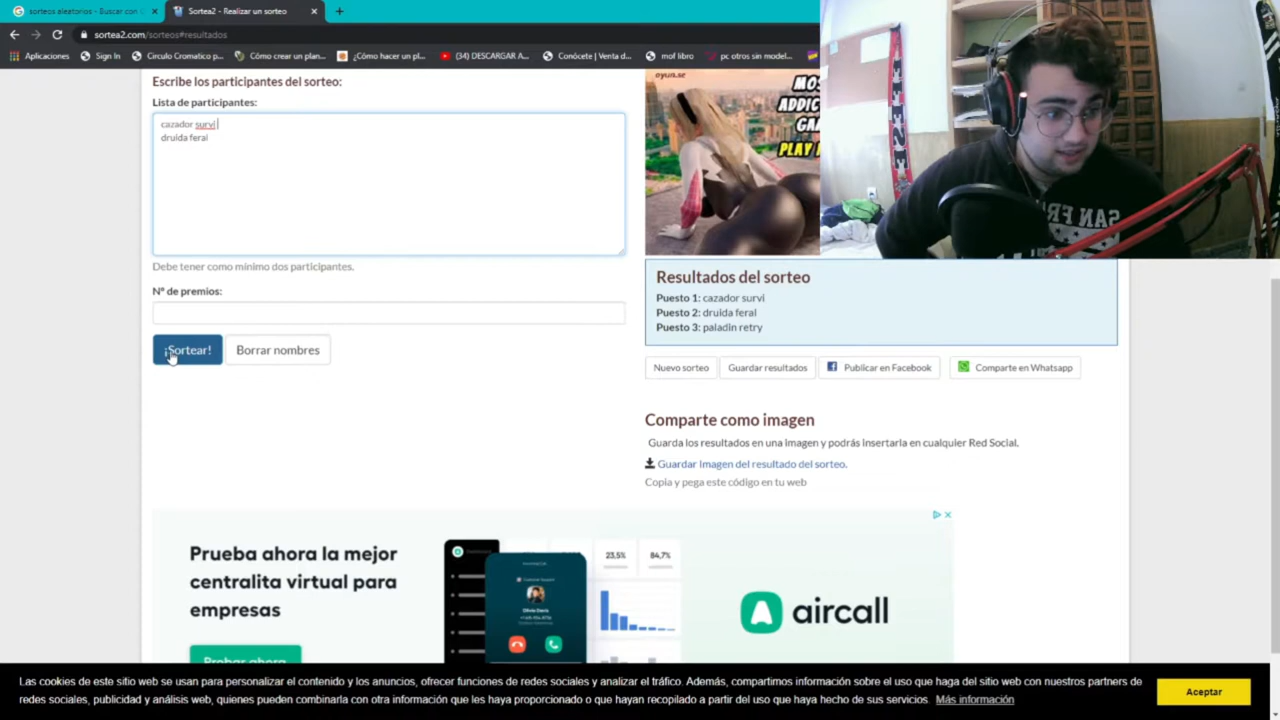 sorteos aleatorios - Buscar con G
Sortea2 - Realizar un sorteo
sortea2.com/sorteos#resultados
Aplicaciones
Sign In
Circulo Cromatico p...
Cómo crear un plan...
¿Cómo hacer un pl...
(34) DESCARGAR A...
Conócete | Venta d...
mof libro
pc otros sin model...
Escribe los participantes del sorteo:
Lista de participantes:
cazador survi
druida feral
Debe tener como mínimo dos participantes.
Nº de premios:
¡Sortear!
Borrar nombres
oyun.se
MOS
ADDIC
GA
PLAY
SAN FR
Resultados del sorteo
Puesto 1: cazador survi
Puesto 2: druida feral
Puesto 3: paladin retry
Nuevo sorteo
Guardar resultados
Publicar en Facebook
Comparte en Whatsapp
Comparte como imagen
Guarda los resultados en una imagen y podrás insertarla en cualquier Red Social.
Guardar Imagen del resultado del sorteo.
Copia y pega este código en tu web
Prueba ahora la mejor
centralita virtual para
empresas
Probar ahora
23,5%
84,7%
aircall
Las cookies de este sitio web se usan para personalizar el contenido y los anuncios, ofrecer funciones de redes sociales y analizar el tráfico. Además, compartimos información sobre el uso que haga del sitio web con nuestros partners de
redes sociales, publicidad y análisis web, quienes pueden combinarla con otra información que les haya proporcionado o que hayan recopilado a partir del uso que haya hecho de sus servicios. Más información
Aceptar